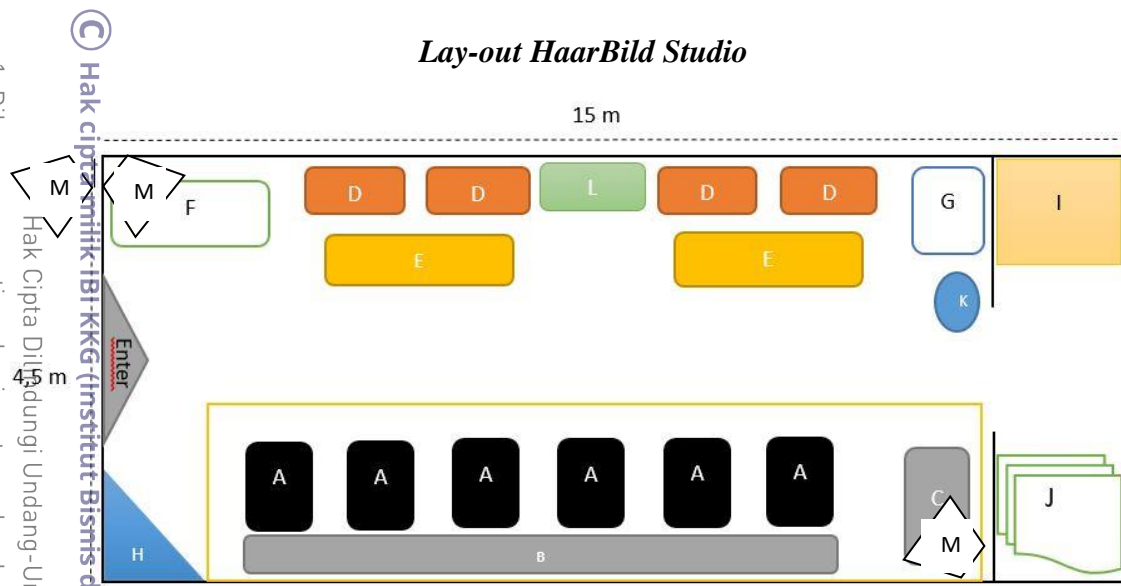 © Hak cipta milik IBI KKG (Institut Bisnis d
Hak Cipta Dilindungi Undang-Un
Lay-out HaarBild Studio
15 m
M
M
F
D
D
L
D
D
G
I
E
E
K
Enter
4,5 m
A
A
A
A
A
A
C
J
M
H
B